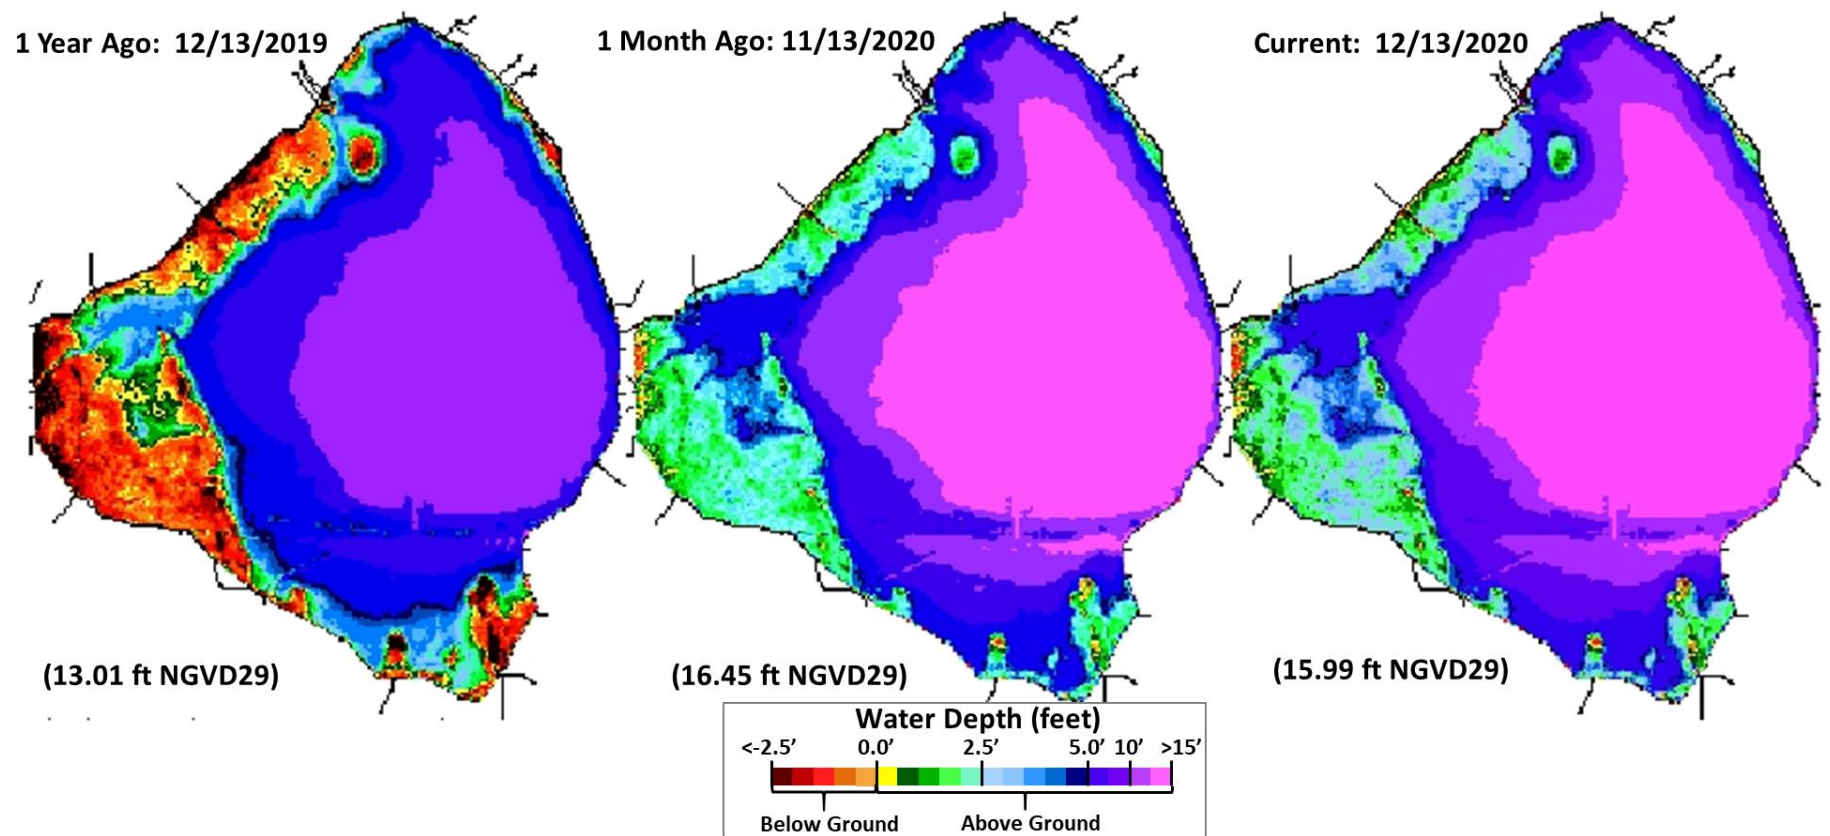 1 Year Ago: 12/13/2019
1 Month Ago: 11/13/2020
Current: 12/13/2020
(13.01 ft NGVD29)
(16.45 ft NGVD29)
(15.99 ft NGVD29)
Water Depth (feet)
<-2.5’ 0.0’ 2.5’ 5.0’ 10’ >15’
Below Ground Above Ground